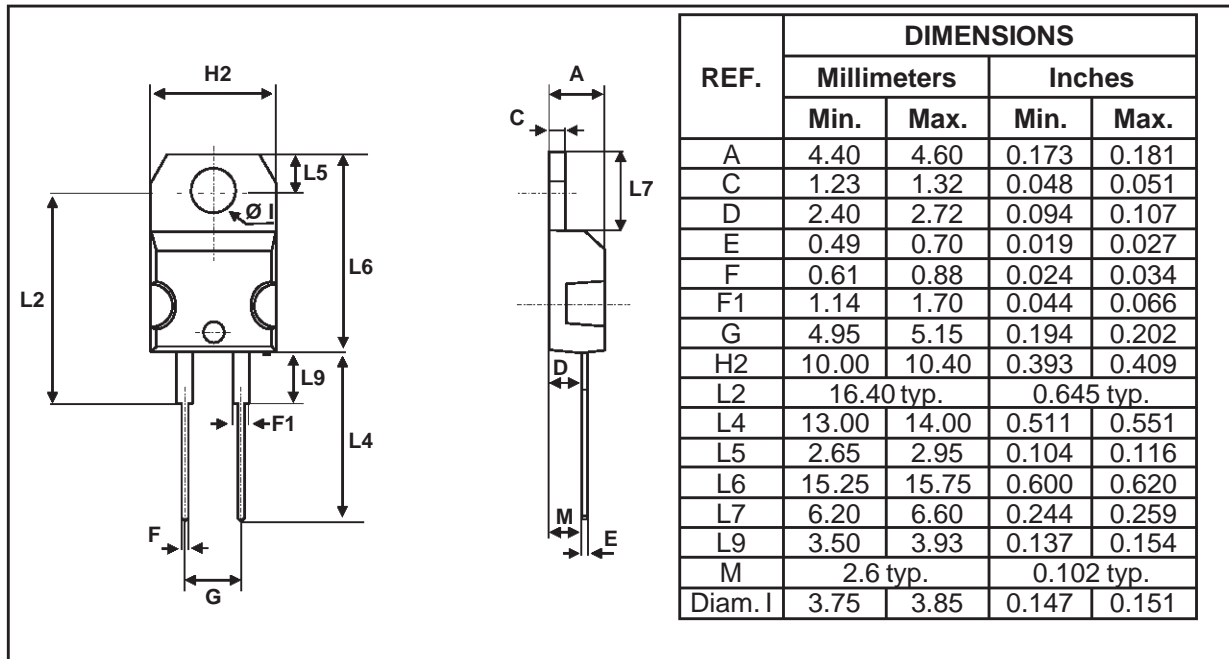 H2
L5
Ø I
L6
L2
L9
F1
L4
F
G
A
C
L7
D
M
E
REF. DIMENSIONS
Millimeters Inches
Min. Max. Min. Max.
A 4.40 4.60 0.173 0.181
C 1.23 1.32 0.048 0.051
D 2.40 2.72 0.094 0.107
E 0.49 0.70 0.019 0.027
F 0.61 0.88 0.024 0.034
F1 1.14 1.70 0.044 0.066
G 4.95 5.15 0.194 0.202
H2 10.00 10.40 0.393 0.409
L2 16.40 typ. 0.645 typ.
L4 13.00 14.00 0.511 0.551
L5 2.65 2.95 0.104 0.116
L6 15.25 15.75 0.600 0.620
L7 6.20 6.60 0.244 0.259
L9 3.50 3.93 0.137 0.154
M 2.6 typ. 0.102 typ.
Diam. I 3.75 3.85 0.147 0.151